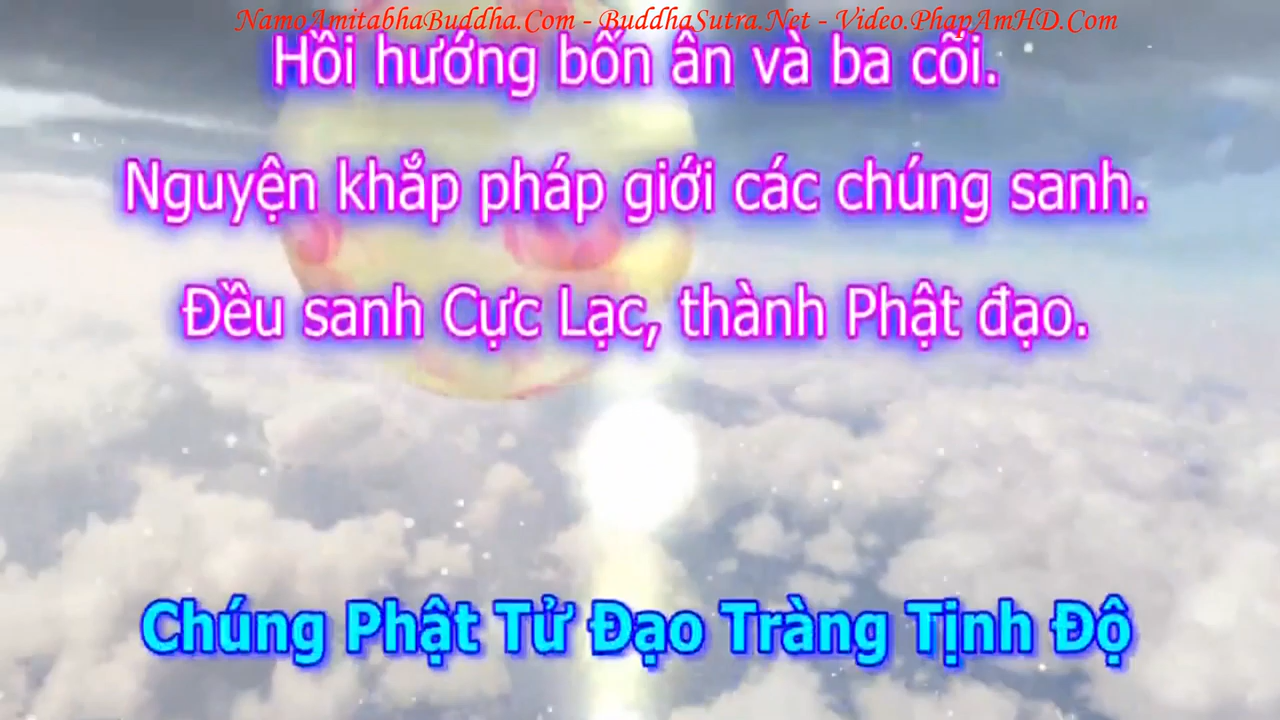 NamoAmitabhaBuddha.Com - BuddhaSutra.Net - Video.PhapAmHD.Com
Hồi hướng bốn ân và ba cõi.
Nguyện khắp pháp giới các chúng sanh.
Đều sanh Cực Lạc, thành Phật đạo.
Chúng Phật Tử Đạo Tràng Tịnh Độ